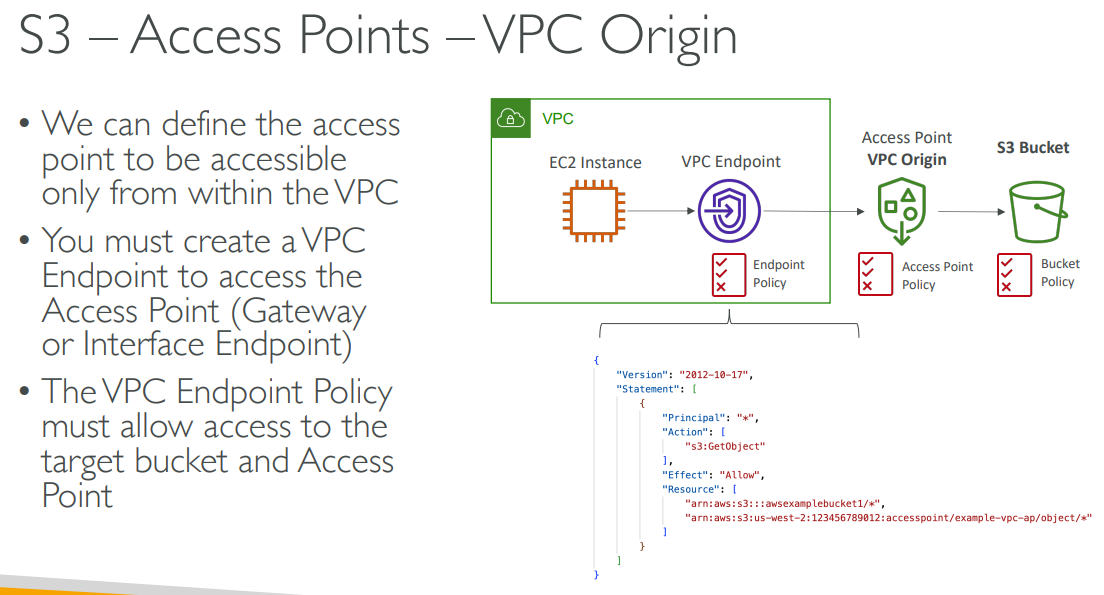 S3 – Access Points – VPC Origin
• We can define the access
point to be accessible
only from within the VPC
• You must create a VPC
Endpoint to access the
Access Point (Gateway
or Interface Endpoint)
• The VPC Endpoint Policy
must allow access to the
target bucket and Access
Point
VPC
EC2 Instance
VPC Endpoint
Access Point
VPC Origin
S3 Bucket
Endpoint
Policy
Access Point
Policy
Bucket
Policy
{
"Version": "2012-10-17",
"Statement": [
{
"Principal": "*",
"Action": [
"s3:GetObject"
],
"Effect": "Allow",
"Resource": [
"arn:aws:s3:::awsexamplebucket1/*",
"arn:aws:s3:us-west-2:123456789012:accesspoint/example-vpc-ap/object/*"
]
}
]
}